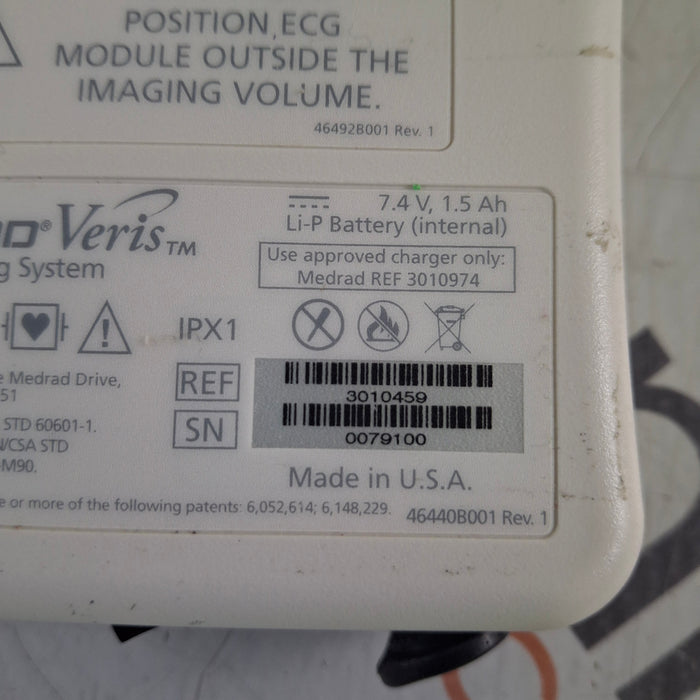 POSITION, ECG
MODULE OUTSIDE THE
IMAGING VOLUME.
46492B001 Rev. 1
Veris™
System
7.4 V, 1.5 Ah
Li-P Battery (internal)
Use approved charger only:
Medrad REF 3010974
IPX1
REF
3010459
SN
0079100
Medrad Drive,
51
STD 60601-1.
/CSA STD
-M90.
Made in U.S.A.
or more of the following patents: 6,052,614; 6,148,229.
46440B001 Rev. 1